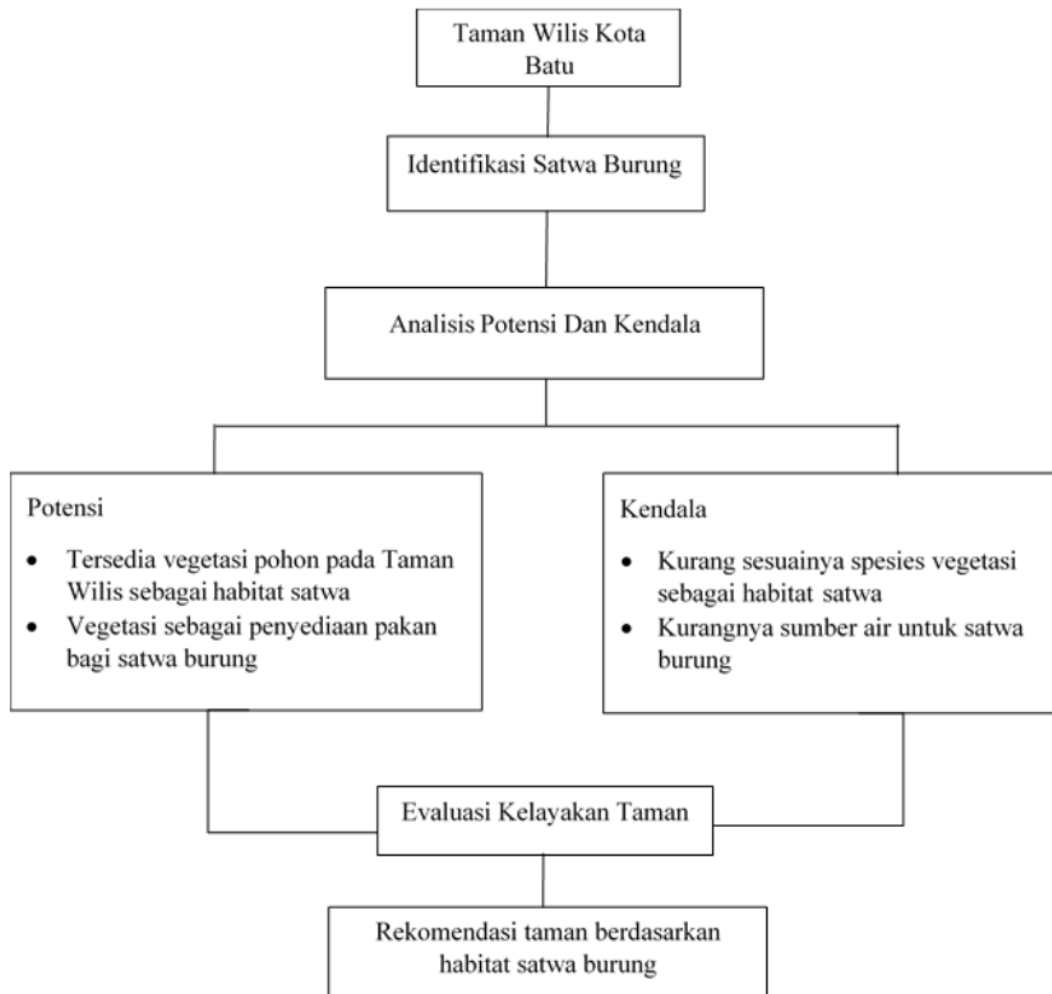 Taman Wilis Kota
Batu
Identifikasi Satwa Burung
Analisis Potensi Dan Kendala
Potensi
• Tersedia vegetasi pohon pada Taman
Wilis sebagai habitat satwa
• Vegetasi sebagai penyediaan pakan
bagi satwa burung
Kendala
• Kurang sesuainya spesies vegetasi
sebagai habitat satwa
• Kurangnya sumber air untuk satwa
burung
Evaluasi Kelayakan Taman
Rekomendasi taman berdasarkan
habitat satwa burung